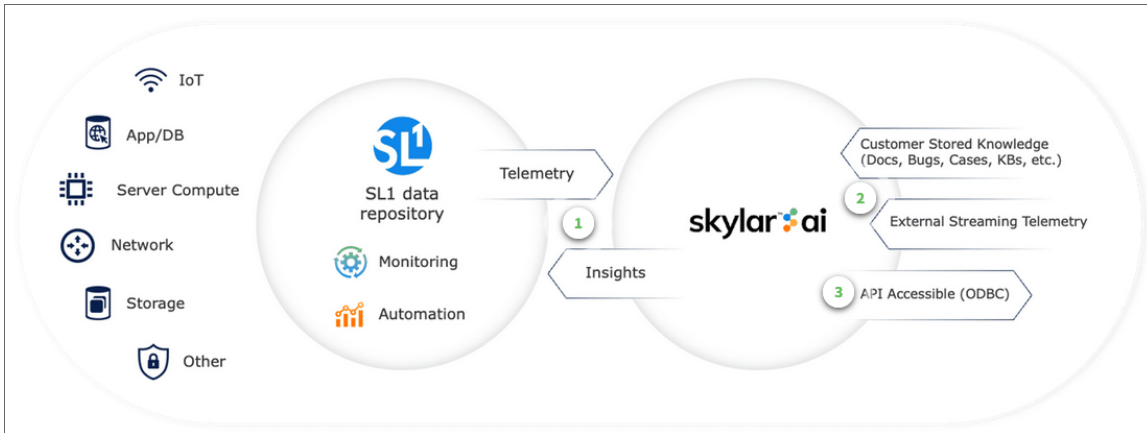 IoT
App/DB
Server Compute
Network
Storage
Other
SL1
SL1 data
repository
Monitoring
Automation
Telemetry
1
Insights
skylar™ ai
Customer Stored Knowledge
(Docs, Bugs, Cases, KBs, etc.)
2
External Streaming Telemetry
3
API Accessible (ODBC)